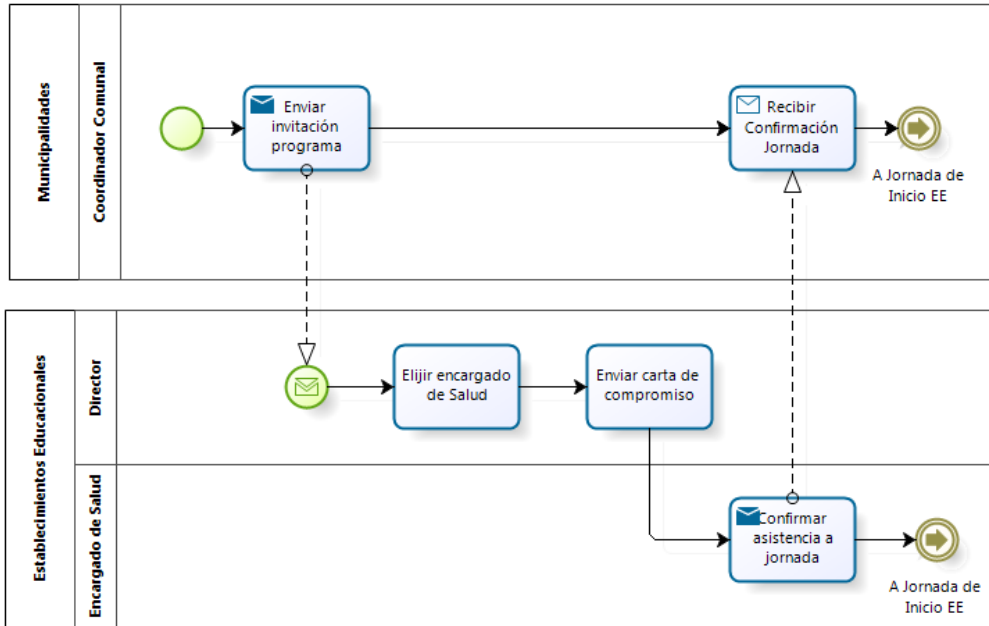 Municipalidades
Coordinador Comunal
Enviar
invitación
programa
Recibir
Confirmación
Jornada
A Jornada de
Inicio EE
Establecimientos Educacionales
Director
Elijir encargado
de Salud
Enviar carta de
compromiso
Encargado de Salud
Confirmar
asistencia a
jornada
A Jornada de
Inicio EE